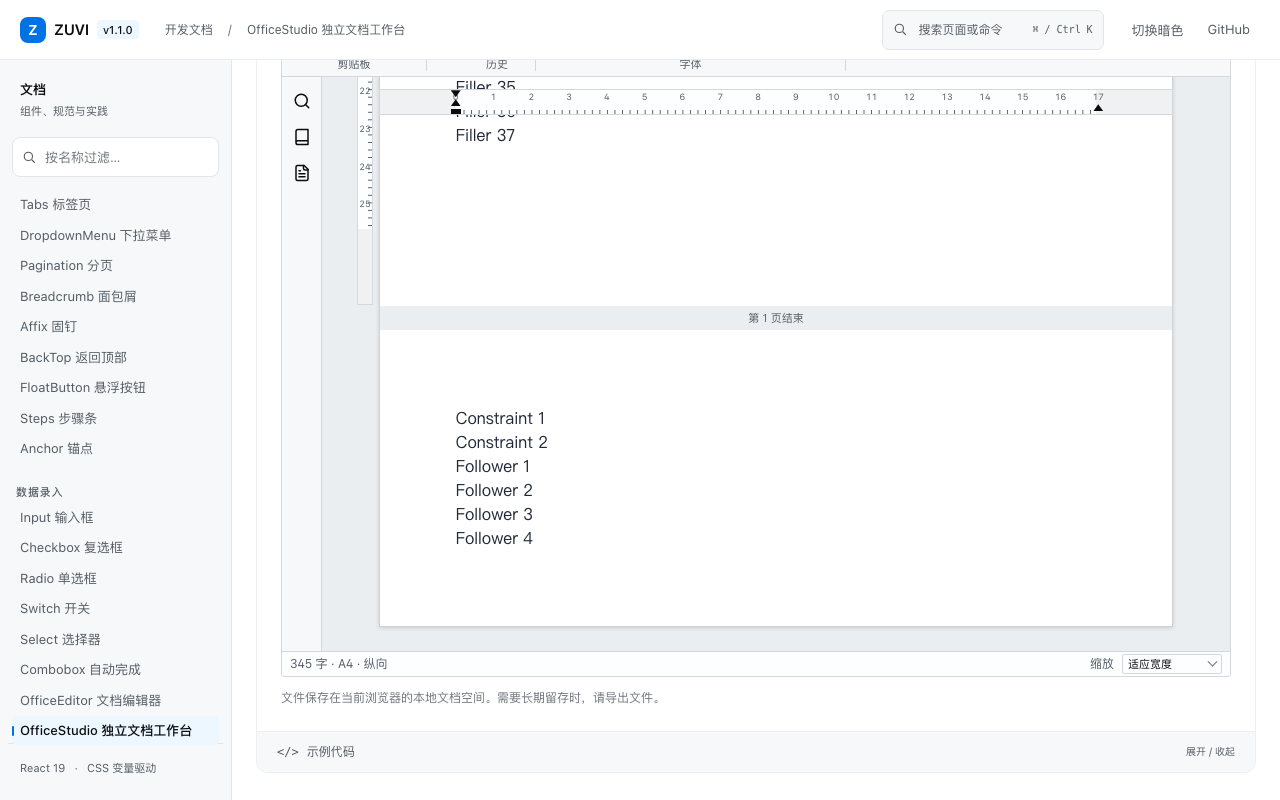 Z ZUVI v1.1.0 开发文档 / OfficeStudio 独立文档工作台 搜索页面或命令 ⌘ / Ctrl K 切换暗色 GitHub
文档
组件、规范与实践
按名称过滤...
Tabs 标签页
DropdownMenu 下拉菜单
Pagination 分页
Breadcrumb 面包屑
Affix 固钉
BackTop 返回顶部
FloatButton 悬浮按钮
Steps 步骤条
Anchor 锚点
数据录入
Input 输入框
Checkbox 复选框
Radio 单选框
Switch 开关
Select 选择器
Combobox 自动完成
OfficeEditor 文档编辑器
OfficeStudio 独立文档工作台
React 19 · CSS 变量驱动
剪贴板 历史 字体
Filler 35
1 2 3 4 5 6 7 8 9 10 11 12 13 14 15 16 17
22
23
24
25
Filler 37
第 1 页结束
Constraint 1
Constraint 2
Follower 1
Follower 2
Follower 3
Follower 4
345 字 · A4 · 纵向 缩放 适应宽度
文件保存在当前浏览器的本地文档空间。需要长期留存时，请导出文件。
</> 示例代码 展开 / 收起